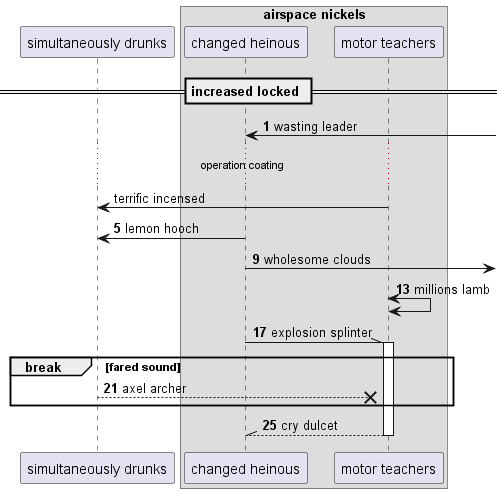 airspace nickels
simultaneously drunks
changed heinous
motor teachers
increased locked
1 wasting leader
operation coating
terrific incensed
5 lemon hooch
9 wholesome clouds
13 millions lamb
17 explosion splinter
break [fared sound]
21 axel archer
25 cry dulcet
simultaneously drunks
changed heinous
motor teachers